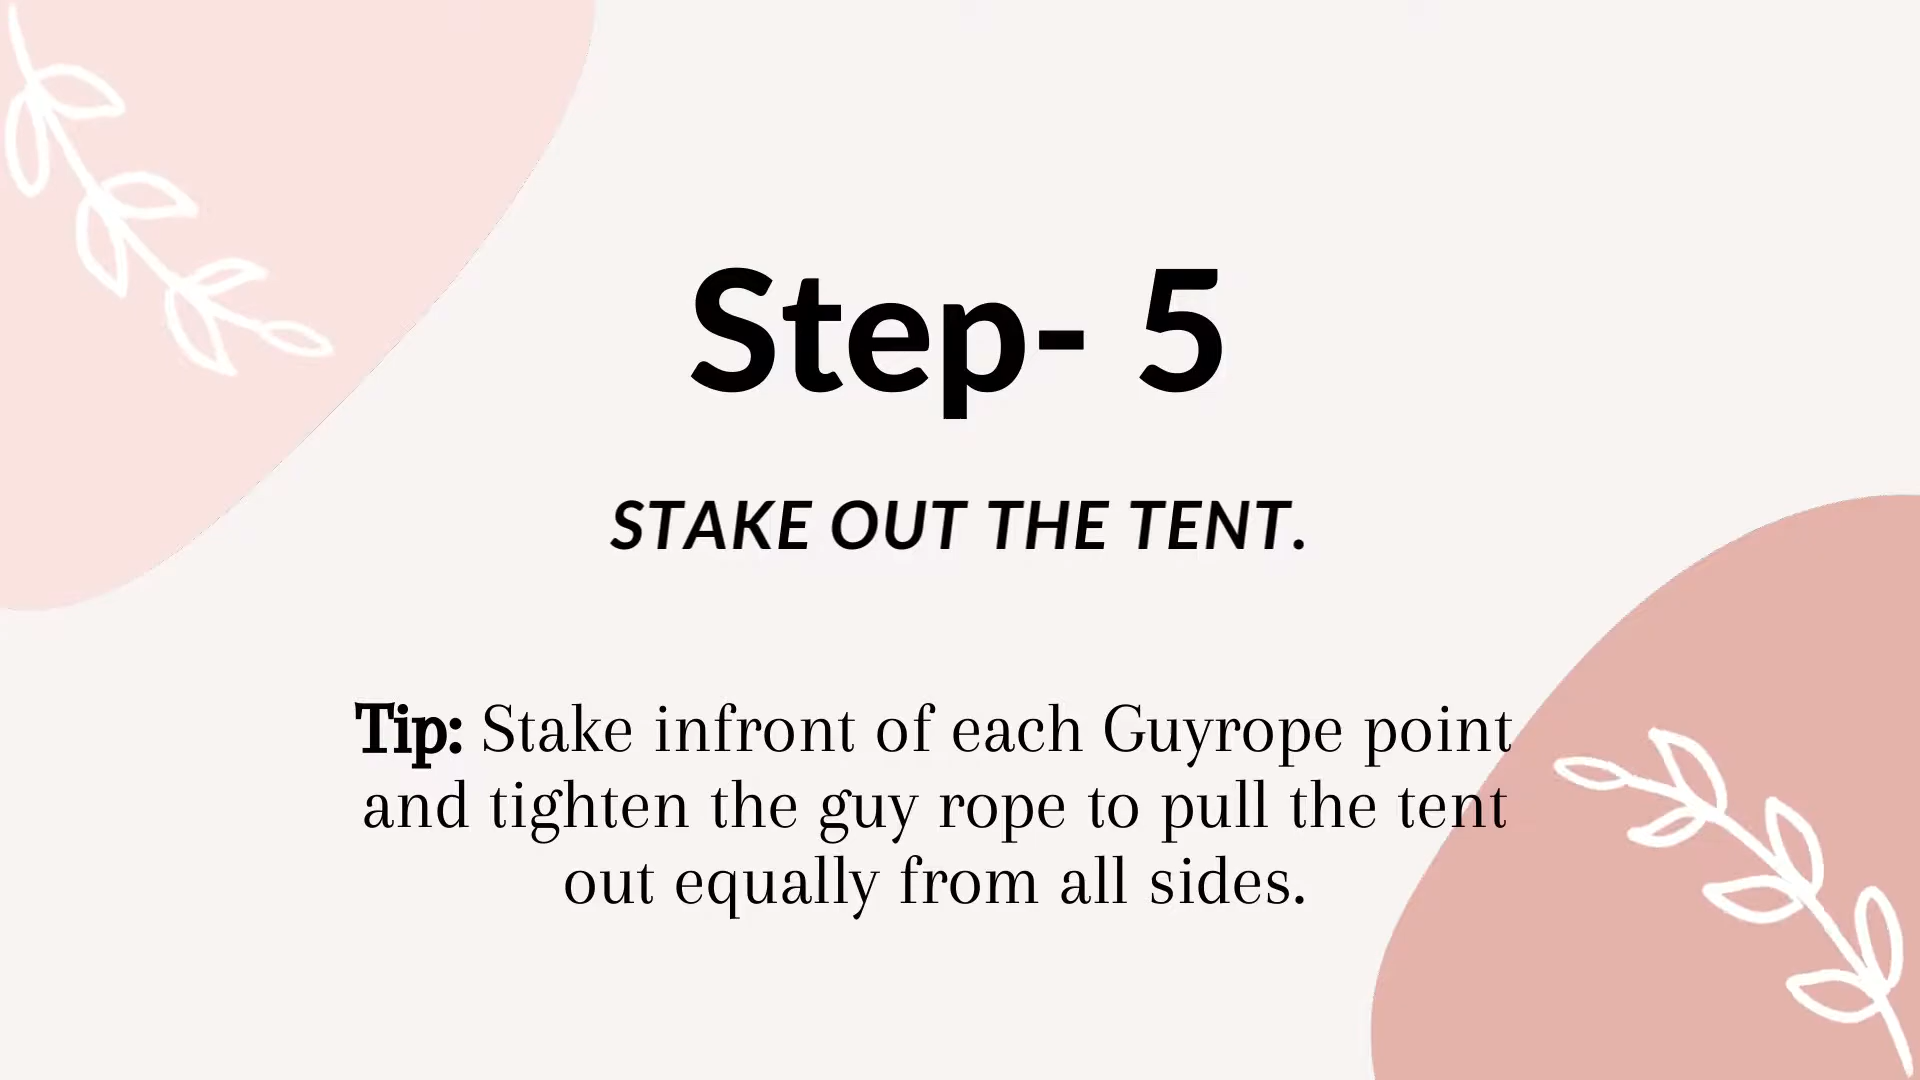 Step- 5
STAKE OUT THE TENT.
Tip: Stake infront of each Guyrope point
and tighten the guy rope to pull the tent
out equally from all sides.